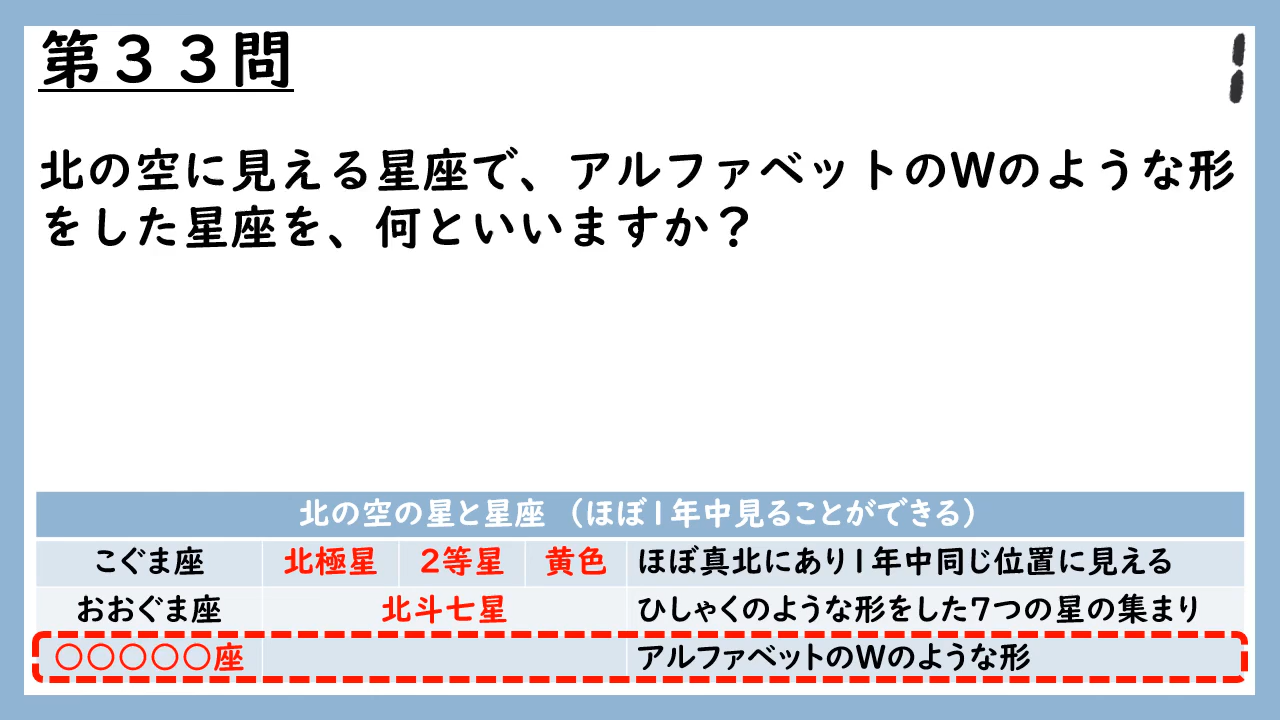 第３３問
11
北の空に見える星座で、アルファベットのWのような形
をした星座を、何といいますか？
北の空の星と星座 （ほぼ1年中見ることができる）
こぐま座 北極星 2等星 黄色 ほぼ真北にあり1年中同じ位置に見える
おおぐま座 北斗七星 ひしゃくのような形をした7つの星の集まり
○○○○○座 アルファベットのWのような形